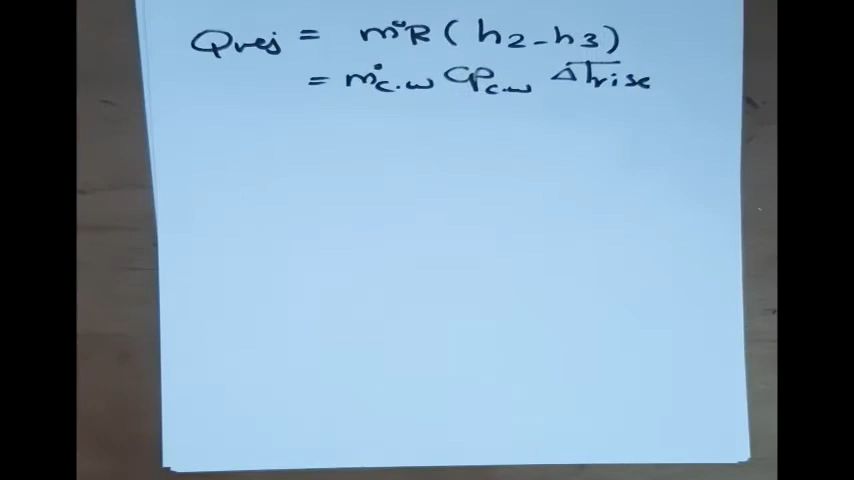 Qrej = m°R ( h2 - h3 )
= m°c.w Cpc.w ΔTrise